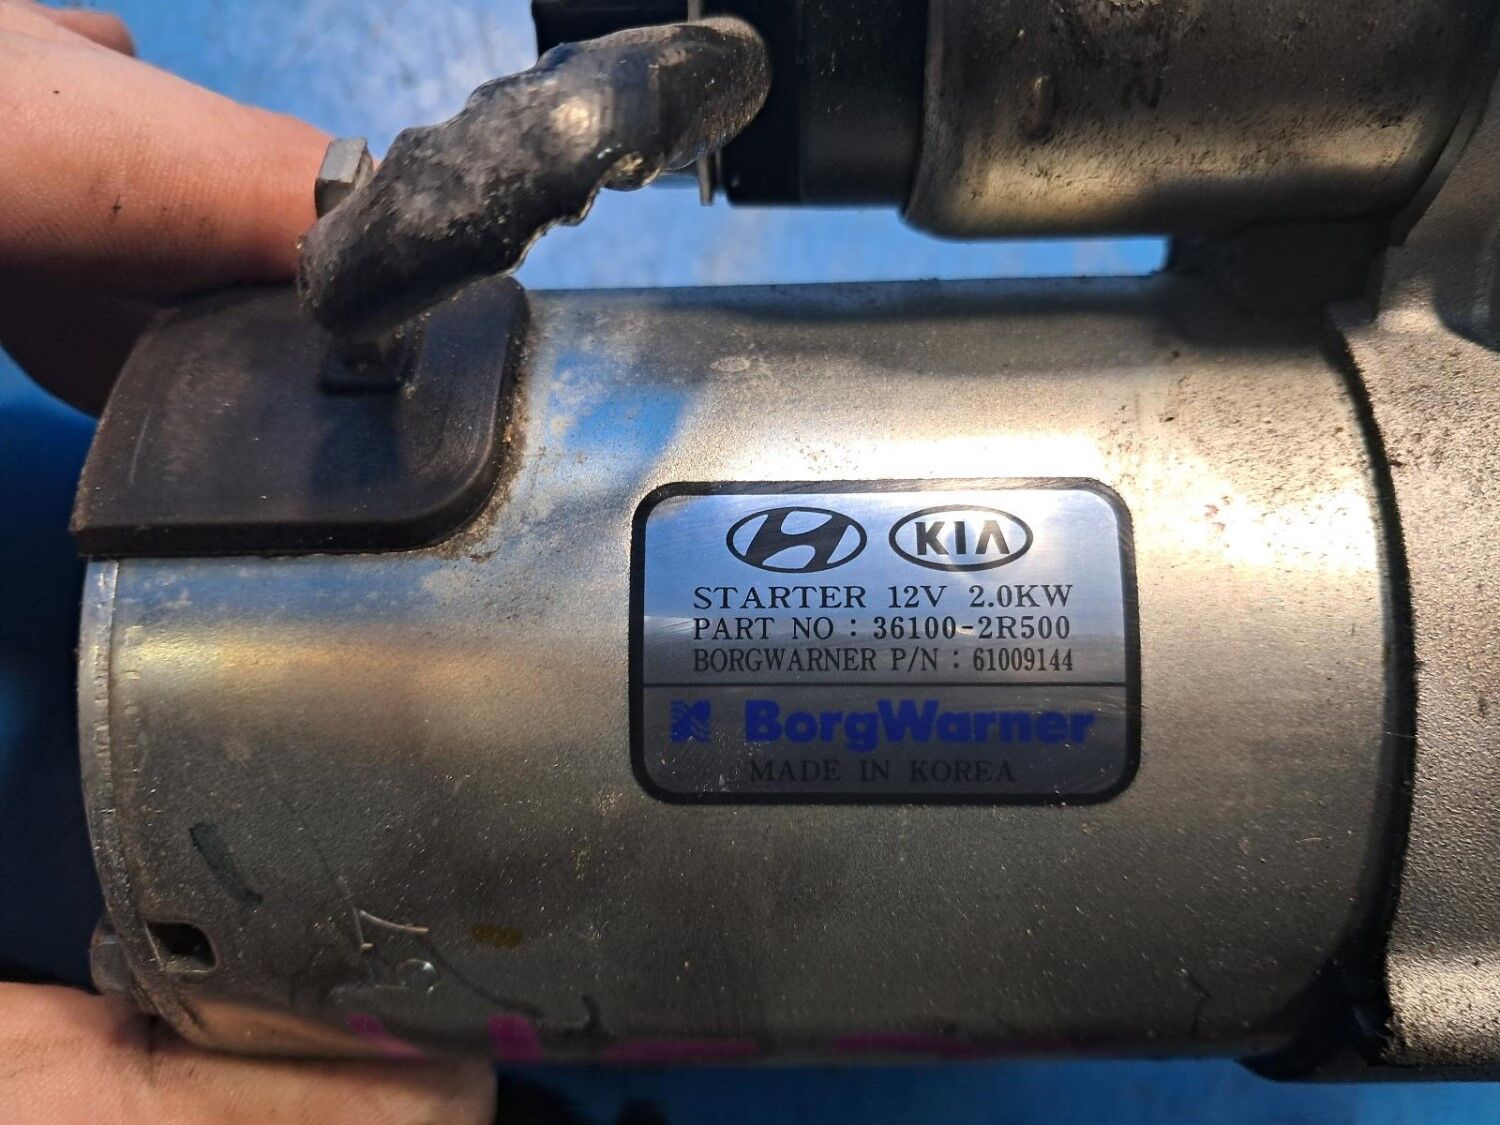 KIA
STARTER 12V 2.0KW
PART NO : 36100-2R500
BORGWARNER P/N : 61009144
BorgWarner
MADE IN KOREA